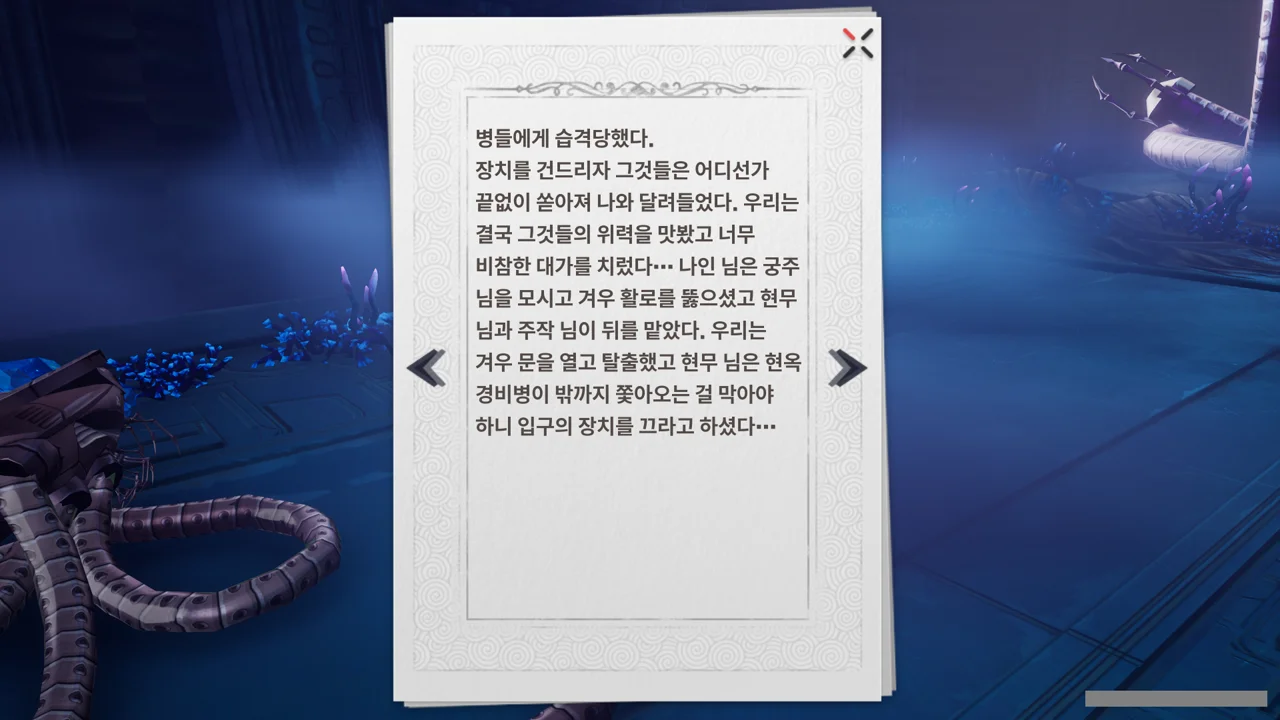 병들에게 습격당했다.
장치를 건드리자 그것들은 어디선가
끝없이 쏟아져 나와 달려들었다. 우리는
결국 그것들의 위력을 맛봤고 너무
비참한 대가를 치렀다··· 나인 님은 궁주
님을 모시고 겨우 활로를 뚫으셨고 현무
님과 주작 님이 뒤를 맡았다. 우리는
겨우 문을 열고 탈출했고 현무 님은 현옥
경비병이 밖까지 쫓아오는 걸 막아야
하니 입구의 장치를 끄라고 하셨다···